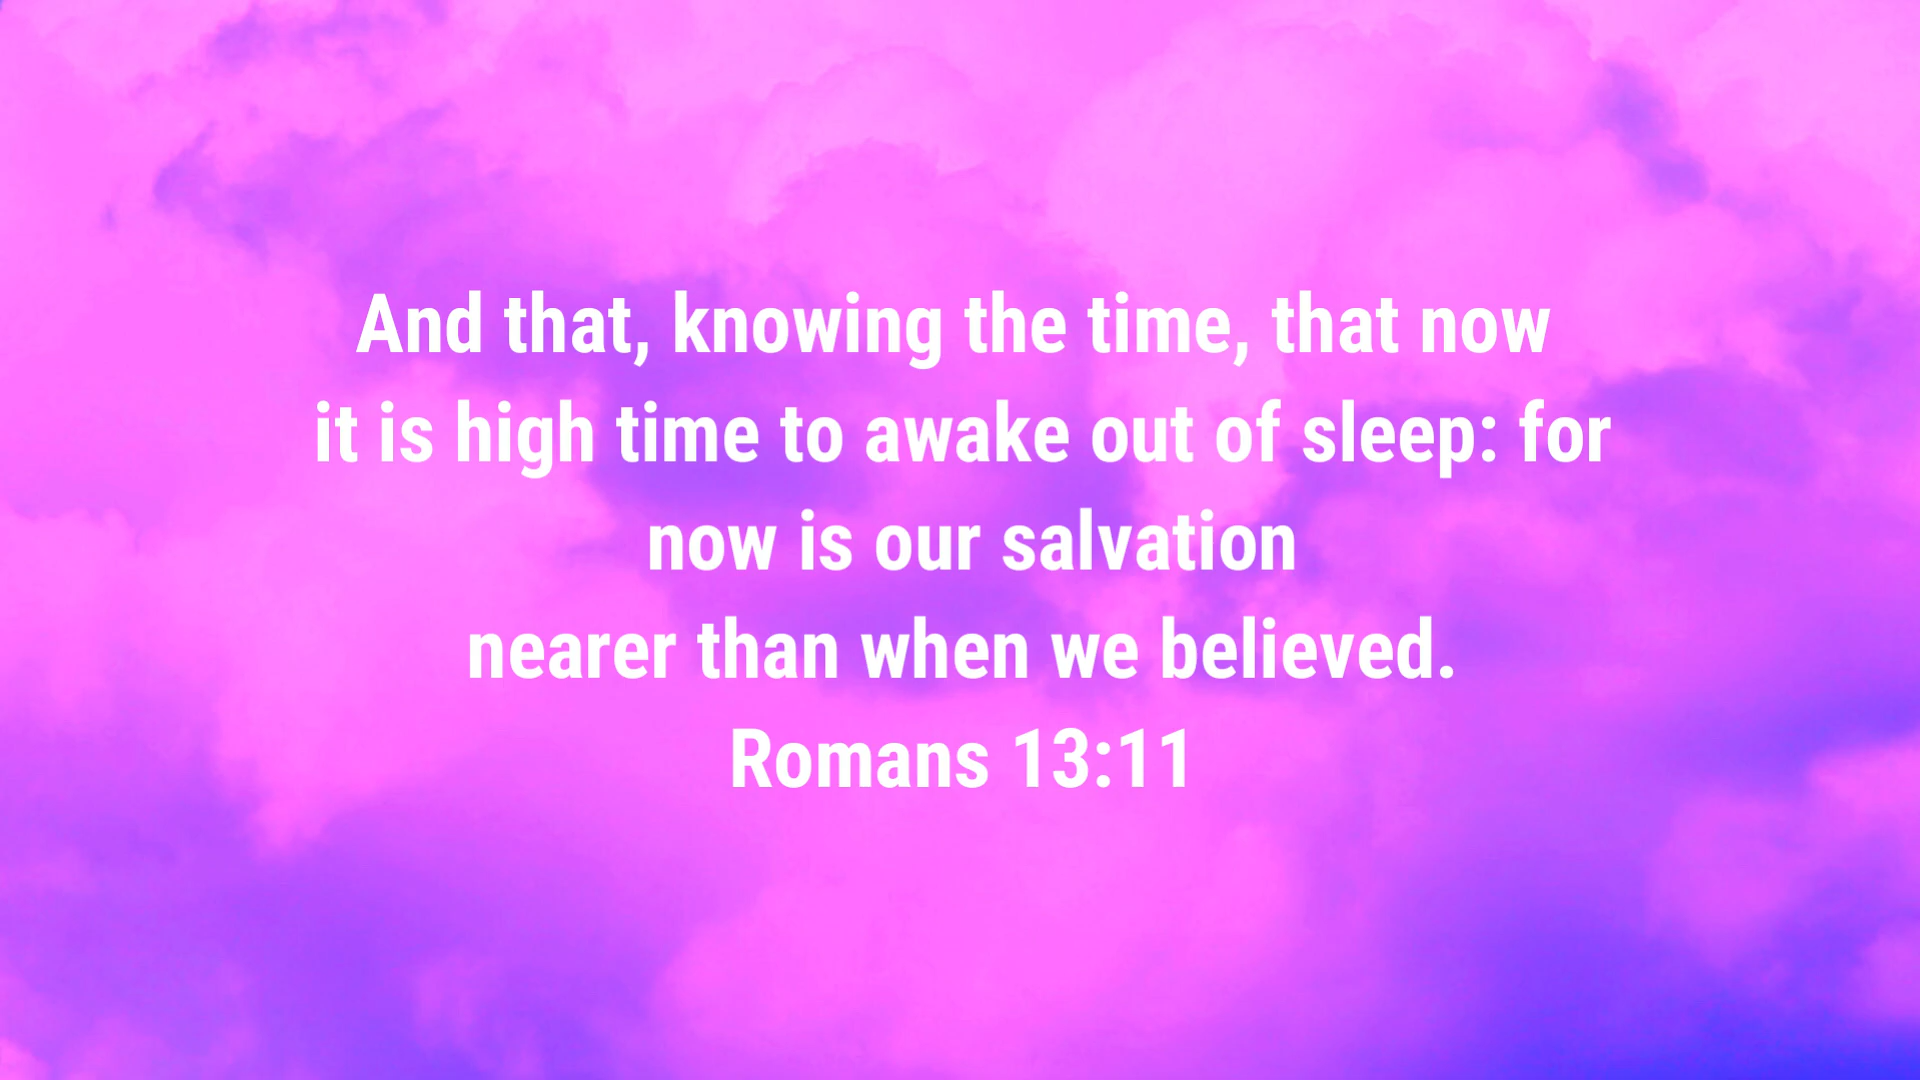 And that, knowing the time, that now
it is high time to awake out of sleep: for
now is our salvation
nearer than when we believed.
Romans 13:11